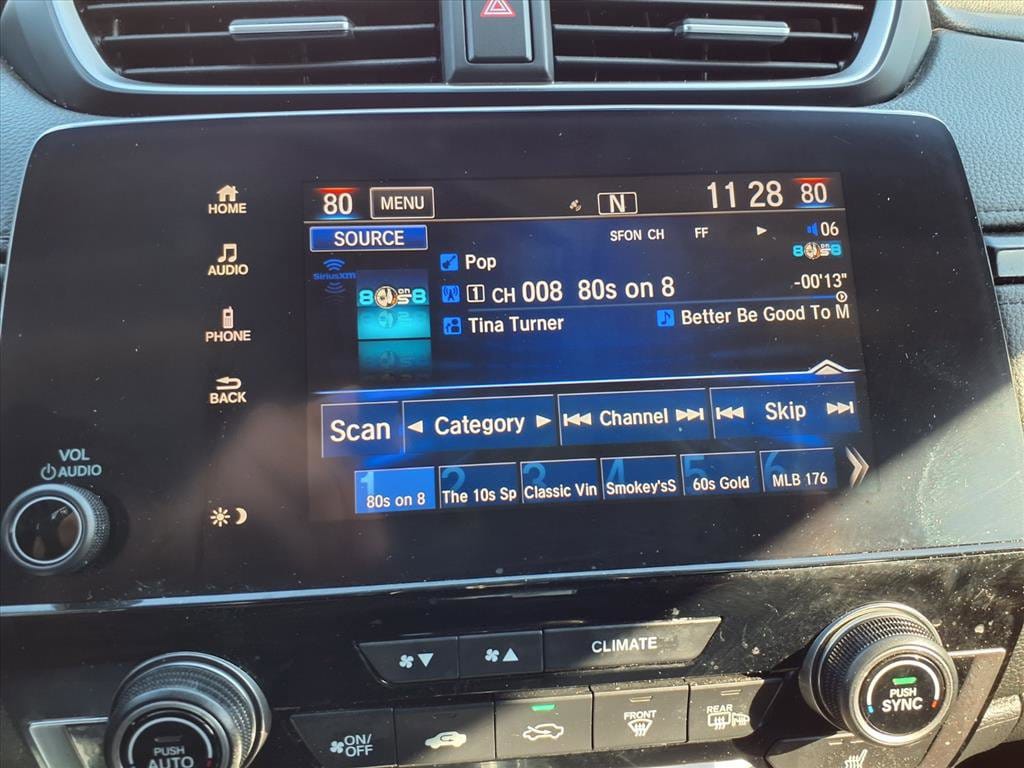 80 MENU N 11 28 80
HOME
SOURCE SFON CH FF 06
8 on 8
AUDIO
SiriusXM
Pop
-00'13"
1 CH 008 80s on 8
Tina Turner Better Be Good To M
PHONE
BACK
Scan Category Channel Skip
1 2 3 4 5 6
80s on 8 The 10s Sp Classic Vin Smokey'sS 60s Gold MLB 176
VOL
AUDIO
CLIMATE
PUSH
AUTO
ON/
OFF
FRONT
REAR
PUSH
SYNC